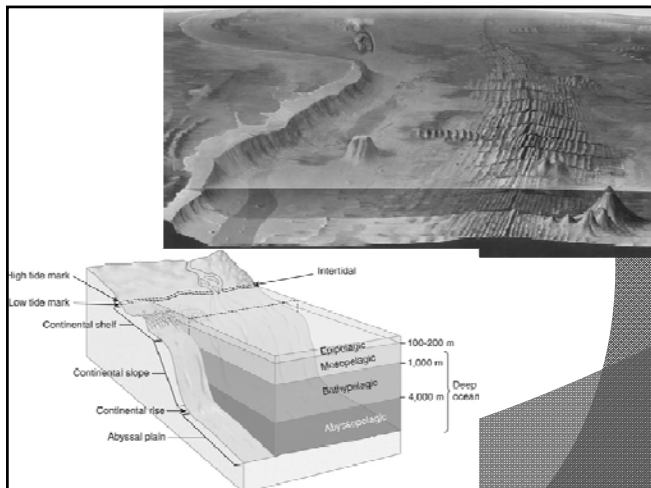 High tide mark
Low tide mark
Continental shelf
Continental slope
Continental rise
Abyssal plain
Intertidal
Epipelagic
Mesopelagic
Bathypelagic
Abyssopelagic
100-200 m
1,000 m
4,000 m
Deep
ocean